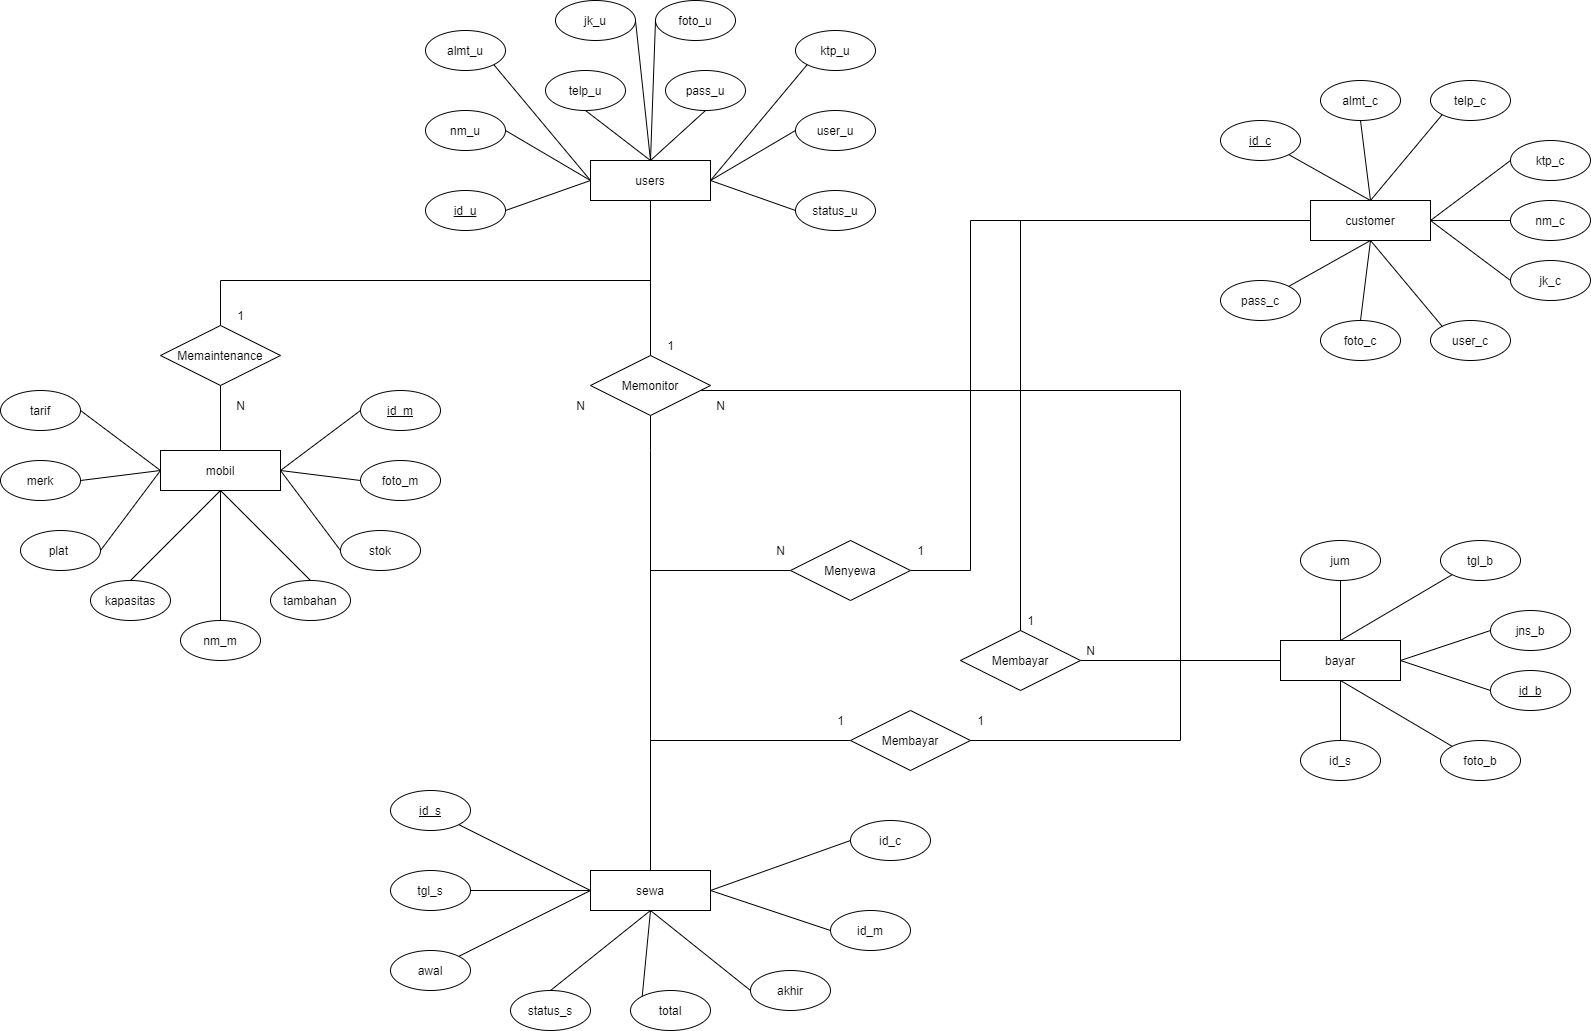 jk_u
foto_u
almt_u
ktp_u
telp_u
pass_u
nm_u
user_u
users
id_u
status_u
almt_c
telp_c
id_c
ktp_c
customer
nm_c
pass_c
jk_c
foto_c
user_c
1
Memaintenance
N
1
Memonitor
N
N
tarif
id_m
mobil
merk
foto_m
plat
stok
kapasitas
tambahan
nm_m
N
Menyewa
1
1
Membayar
N
jum
tgl_b
jns_b
bayar
id_b
id_s
foto_b
1
Membayar
1
id_s
id_c
tgl_s
sewa
id_m
awal
akhir
status_s
total